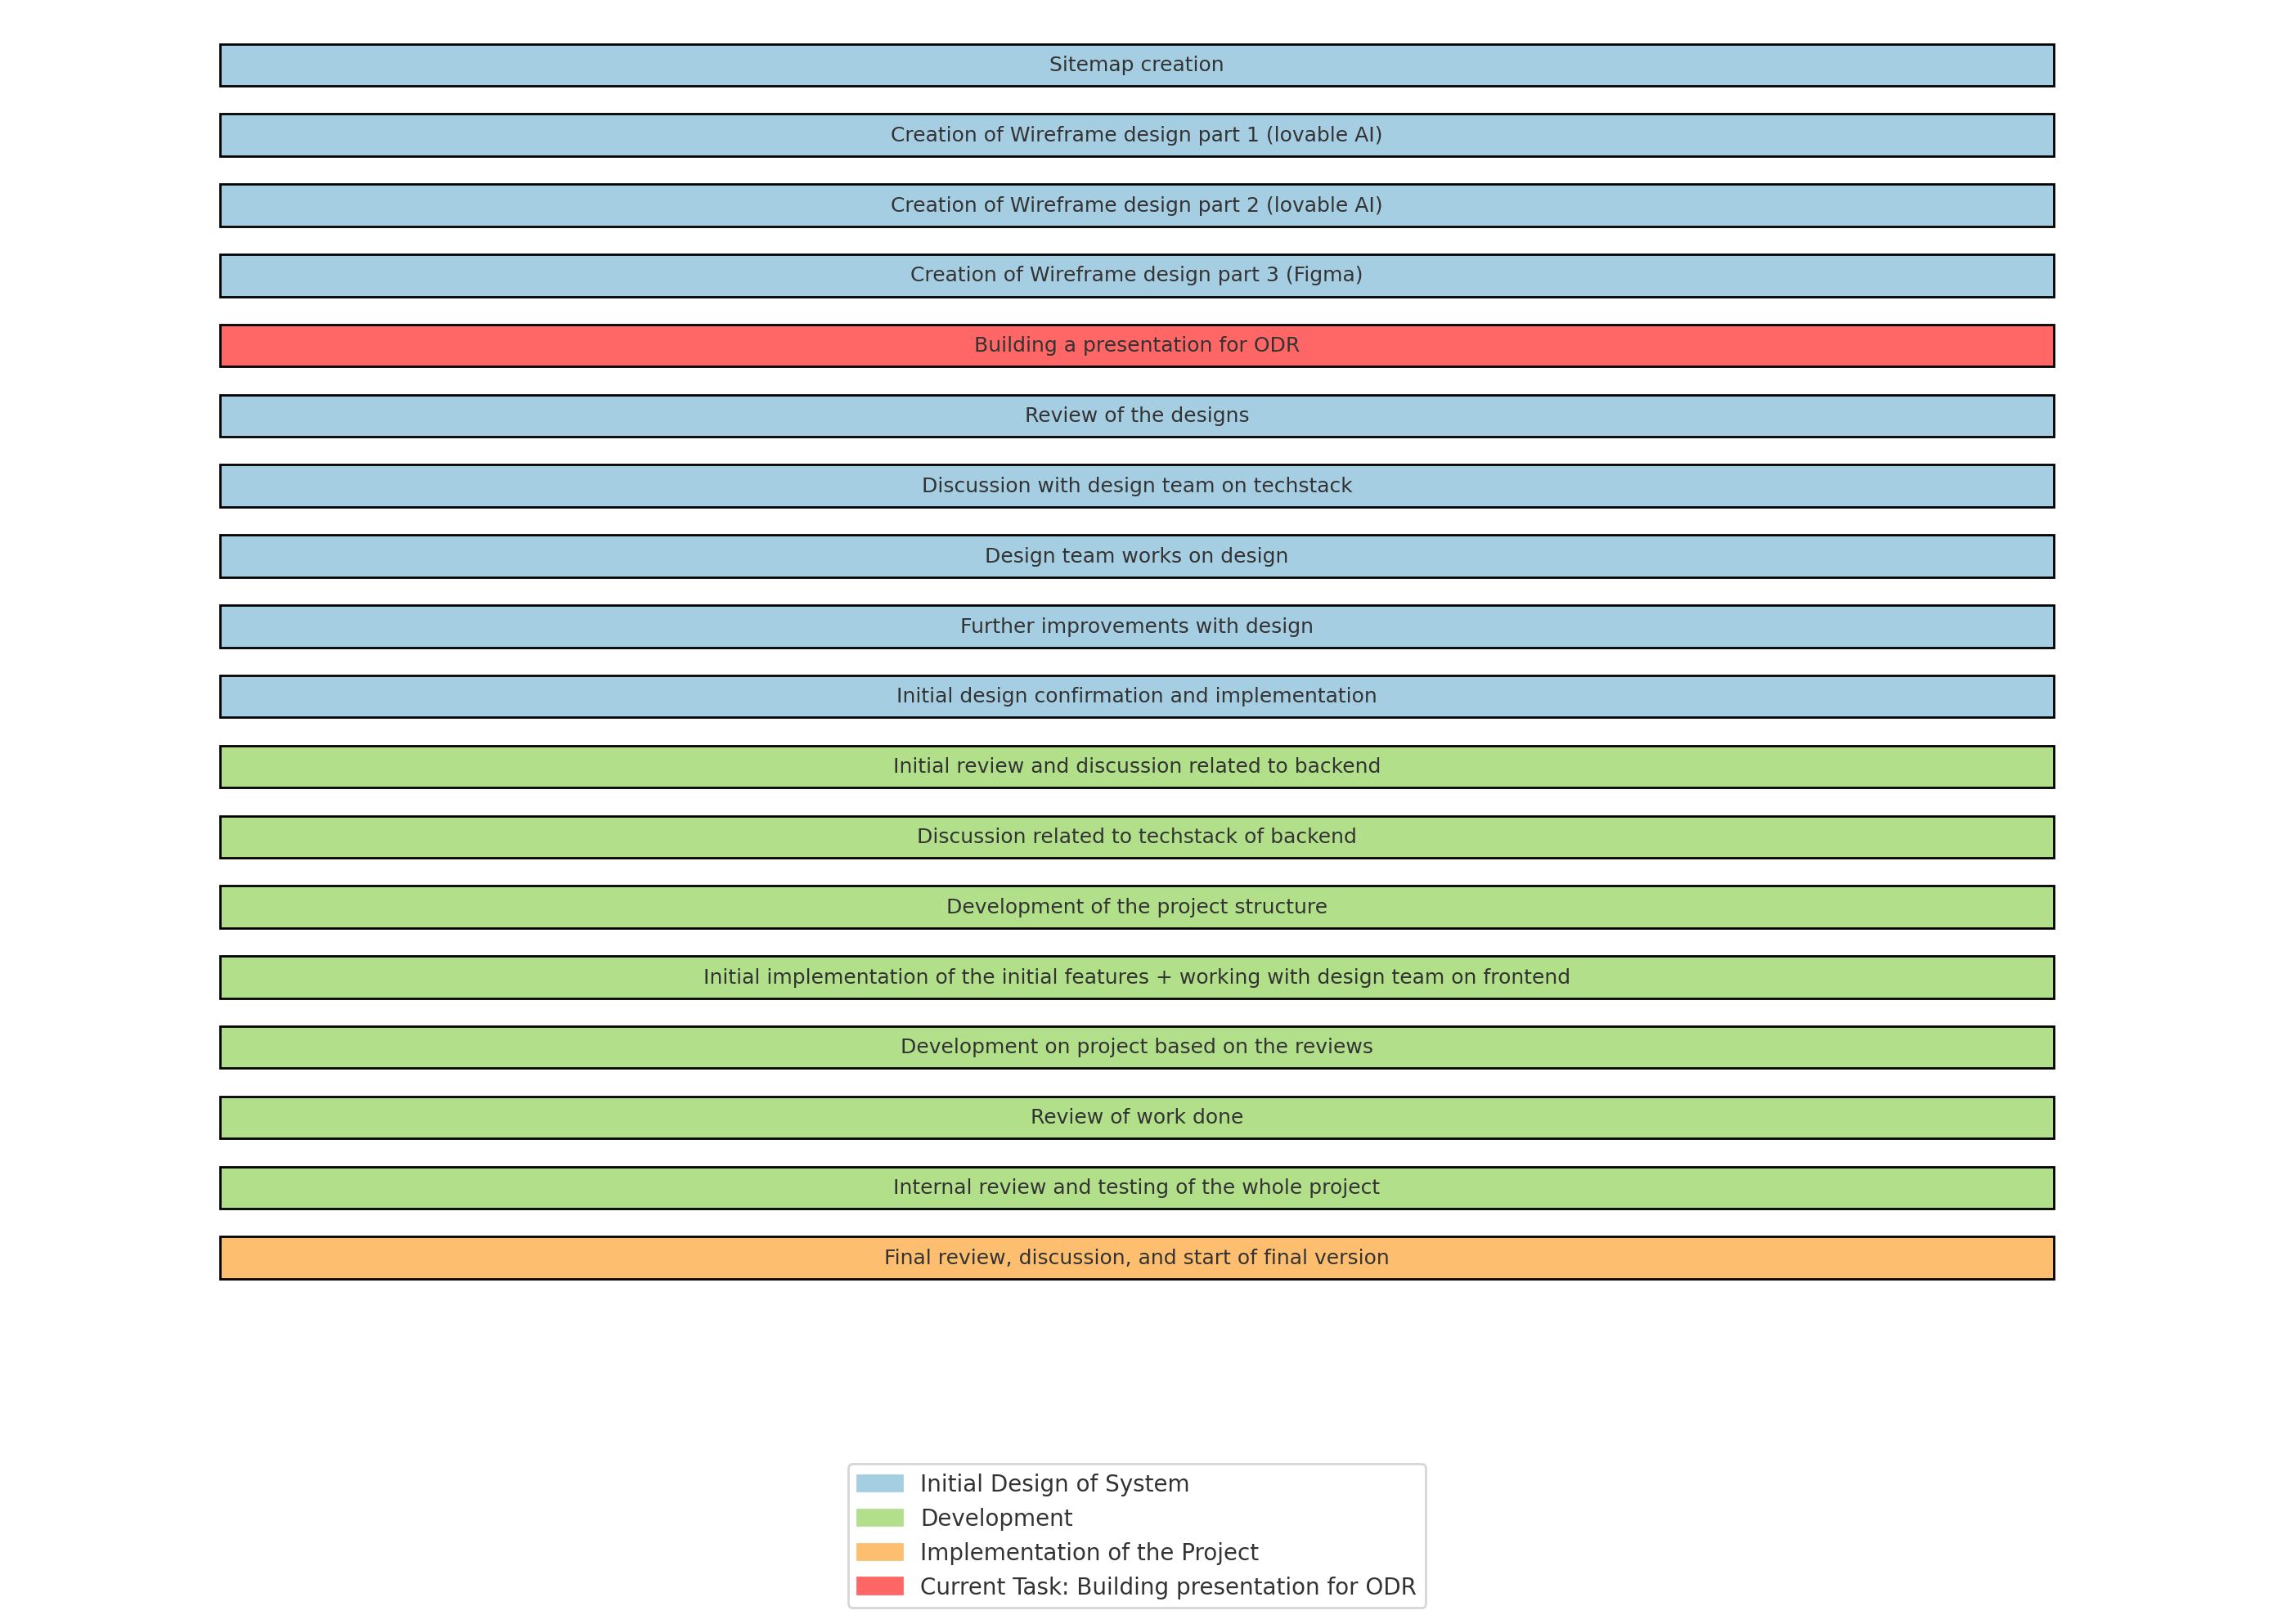 Sitemap creation
Creation of Wireframe design part 1 (lovable AI)
Creation of Wireframe design part 2 (lovable AI)
Creation of Wireframe design part 3 (Figma)
Building a presentation for ODR
Review of the designs
Discussion with design team on techstack
Design team works on design
Further improvements with design
Initial design confirmation and implementation
Initial review and discussion related to backend
Discussion related to techstack of backend
Development of the project structure
Initial implementation of the initial features + working with design team on frontend
Development on project based on the reviews
Review of work done
Internal review and testing of the whole project
Final review, discussion, and start of final version
Initial Design of System
Development
Implementation of the Project
Current Task: Building presentation for ODR